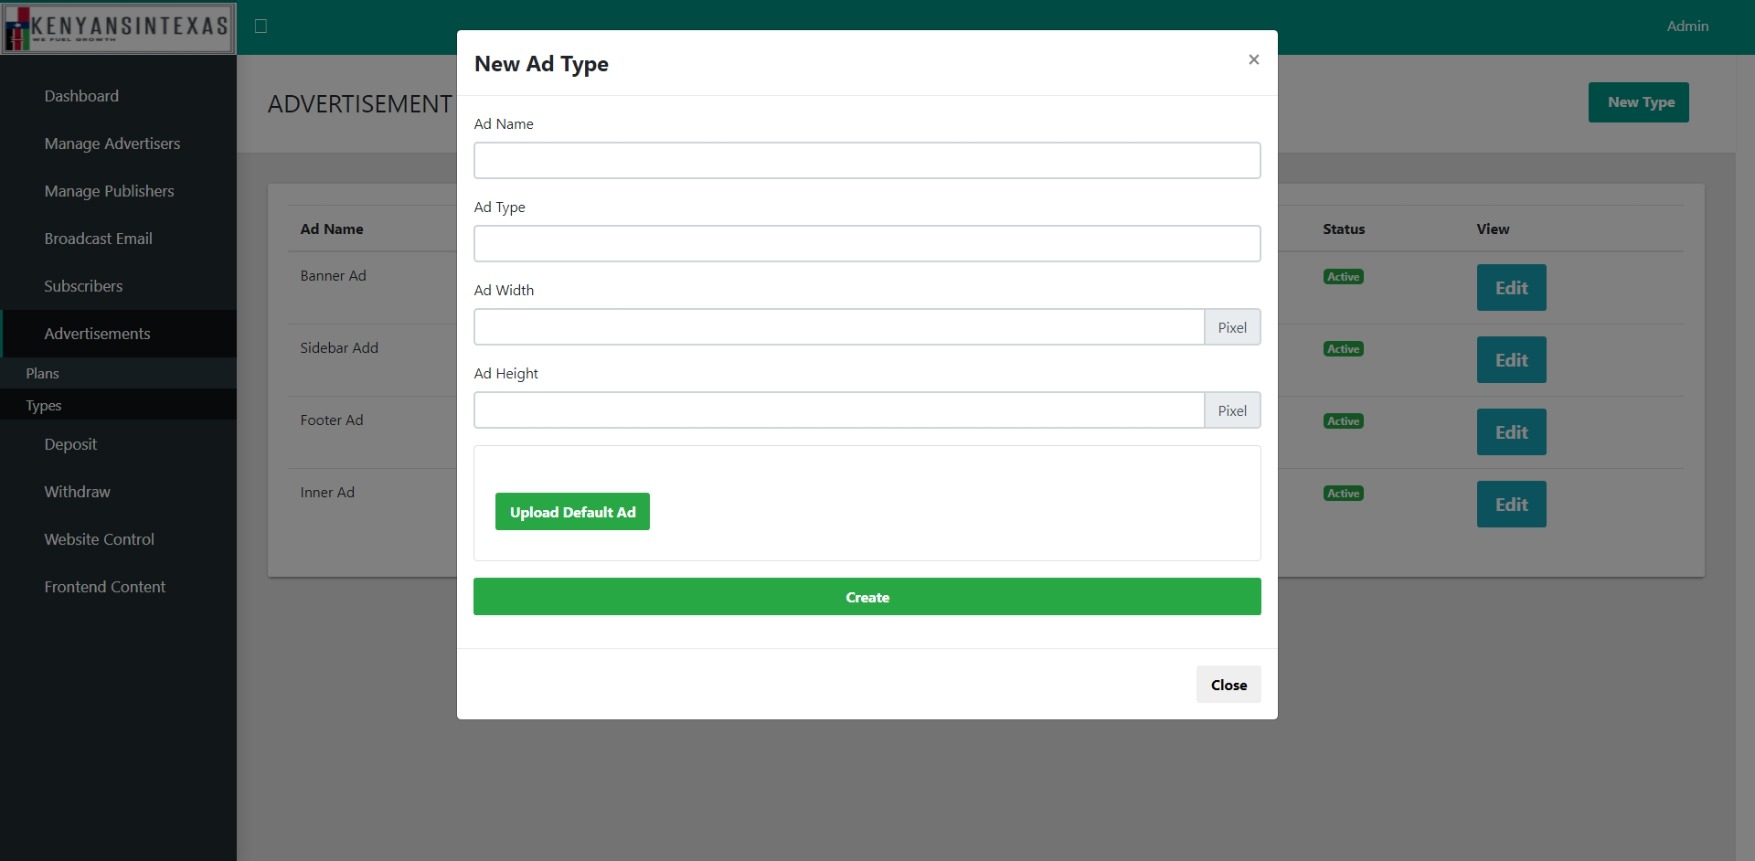 KENYANSINTEXAS
WE FUEL GROWTH
Admin
Dashboard
Manage Advertisers
Manage Publishers
Broadcast Email
Subscribers
Advertisements
Plans
Types
Deposit
Withdraw
Website Control
Frontend Content
ADVERTISEMENT
New Type
Ad Name
Status
View
Banner Ad
Active
Edit
Sidebar Add
Active
Edit
Footer Ad
Active
Edit
Inner Ad
Active
Edit
New Ad Type
×
Ad Name
Ad Type
Ad Width
Pixel
Ad Height
Pixel
Upload Default Ad
Create
Close